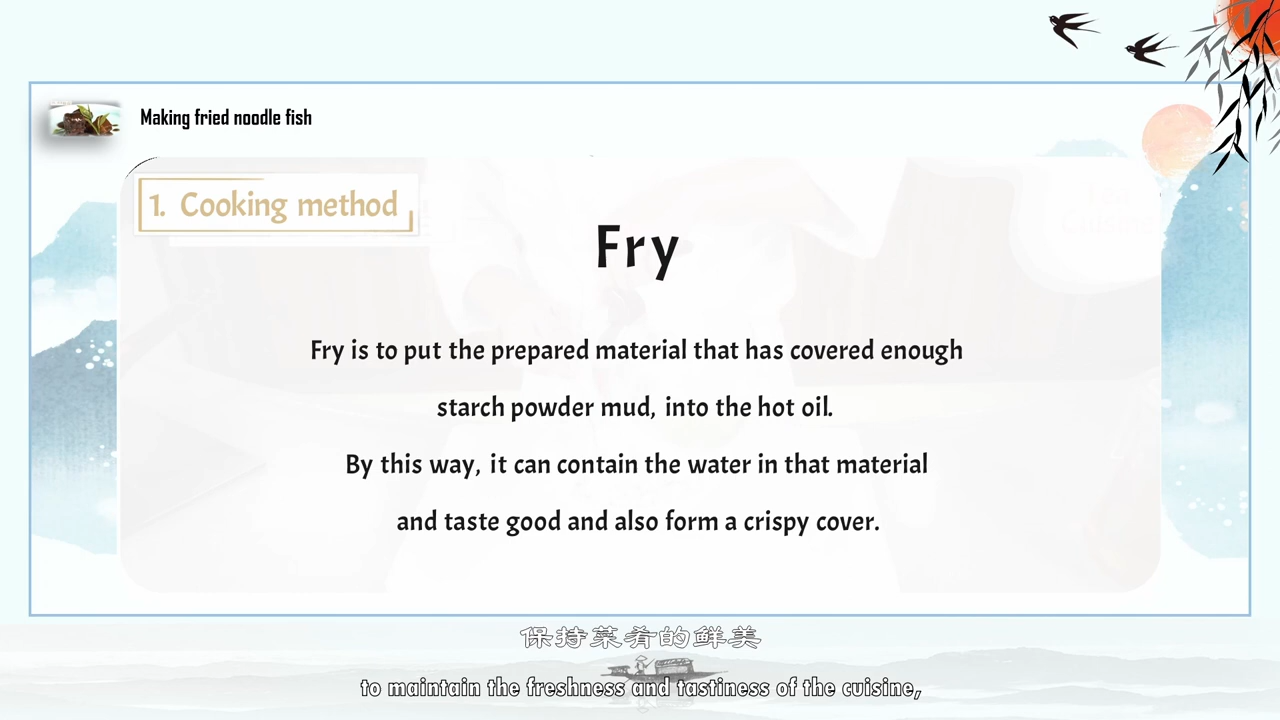 Making fried noodle fish
1. Cooking method
Fry
Fry is to put the prepared material that has covered enough
starch powder mud, into the hot oil.
By this way, it can contain the water in that material
and taste good and also form a crispy cover.
保持菜肴的鲜美
to maintain the freshness and tastiness of the cuisine,